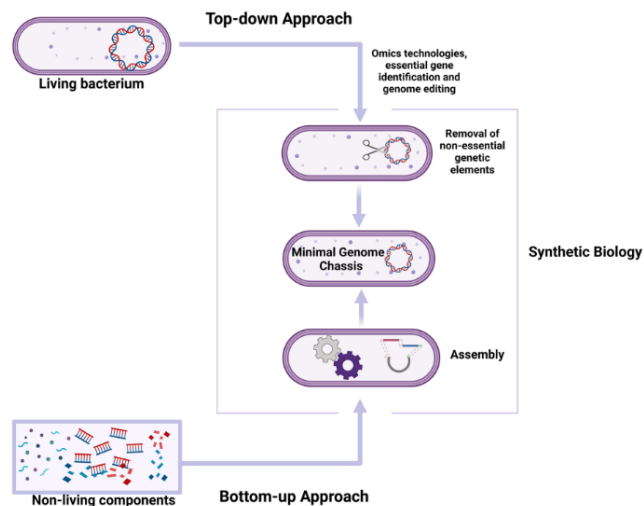 Top-down Approach
Living bacterium
Omics technologies,
essential gene
identification and
genome editing
Removal of
non-essential
genetic
elements
Minimal Genome
Chassis
Synthetic Biology
Assembly
Non-living components
Bottom-up Approach